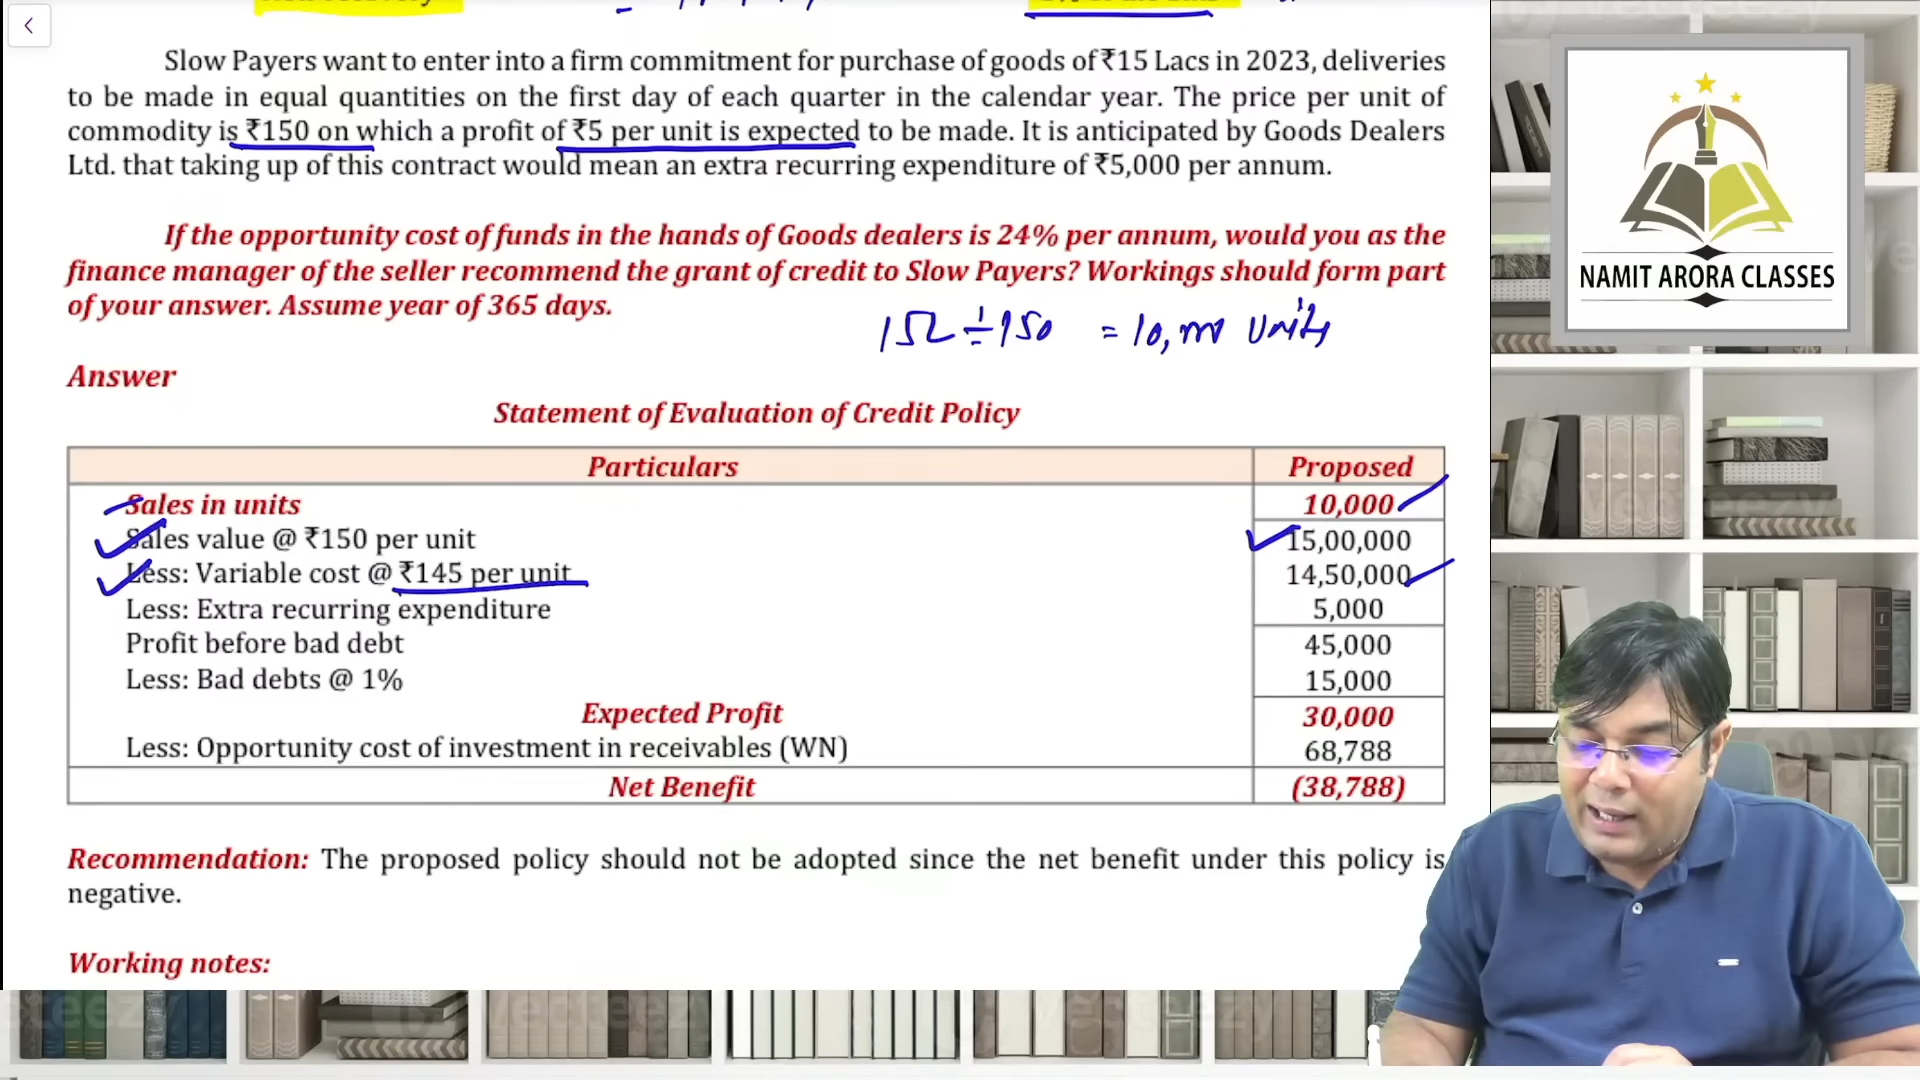 Slow Payers want to enter into a firm commitment for purchase of goods of ₹15 Lacs in 2023, deliveries
to be made in equal quantities on the first day of each quarter in the calendar year. The price per unit of
commodity is ₹150 on which a profit of ₹5 per unit is expected to be made. It is anticipated by Goods Dealers
Ltd. that taking up of this contract would mean an extra recurring expenditure of ₹5,000 per annum.
If the opportunity cost of funds in the hands of Goods dealers is 24% per annum, would you as the
finance manager of the seller recommend the grant of credit to Slow Payers? Workings should form part
of your answer. Assume year of 365 days.
15L ÷ 150 = 10,000 units
Answer
Statement of Evaluation of Credit Policy
Particulars Proposed
Sales in units 10,000
Sales value @ ₹150 per unit 15,00,000
Less: Variable cost @ ₹145 per unit 14,50,000
Less: Extra recurring expenditure 5,000
Profit before bad debt 45,000
Less: Bad debts @ 1% 15,000
Expected Profit 30,000
Less: Opportunity cost of investment in receivables (WN) 68,788
Net Benefit (38,788)
Recommendation: The proposed policy should not be adopted since the net benefit under this policy is
negative.
Working notes:
NAMIT ARORA CLASSES